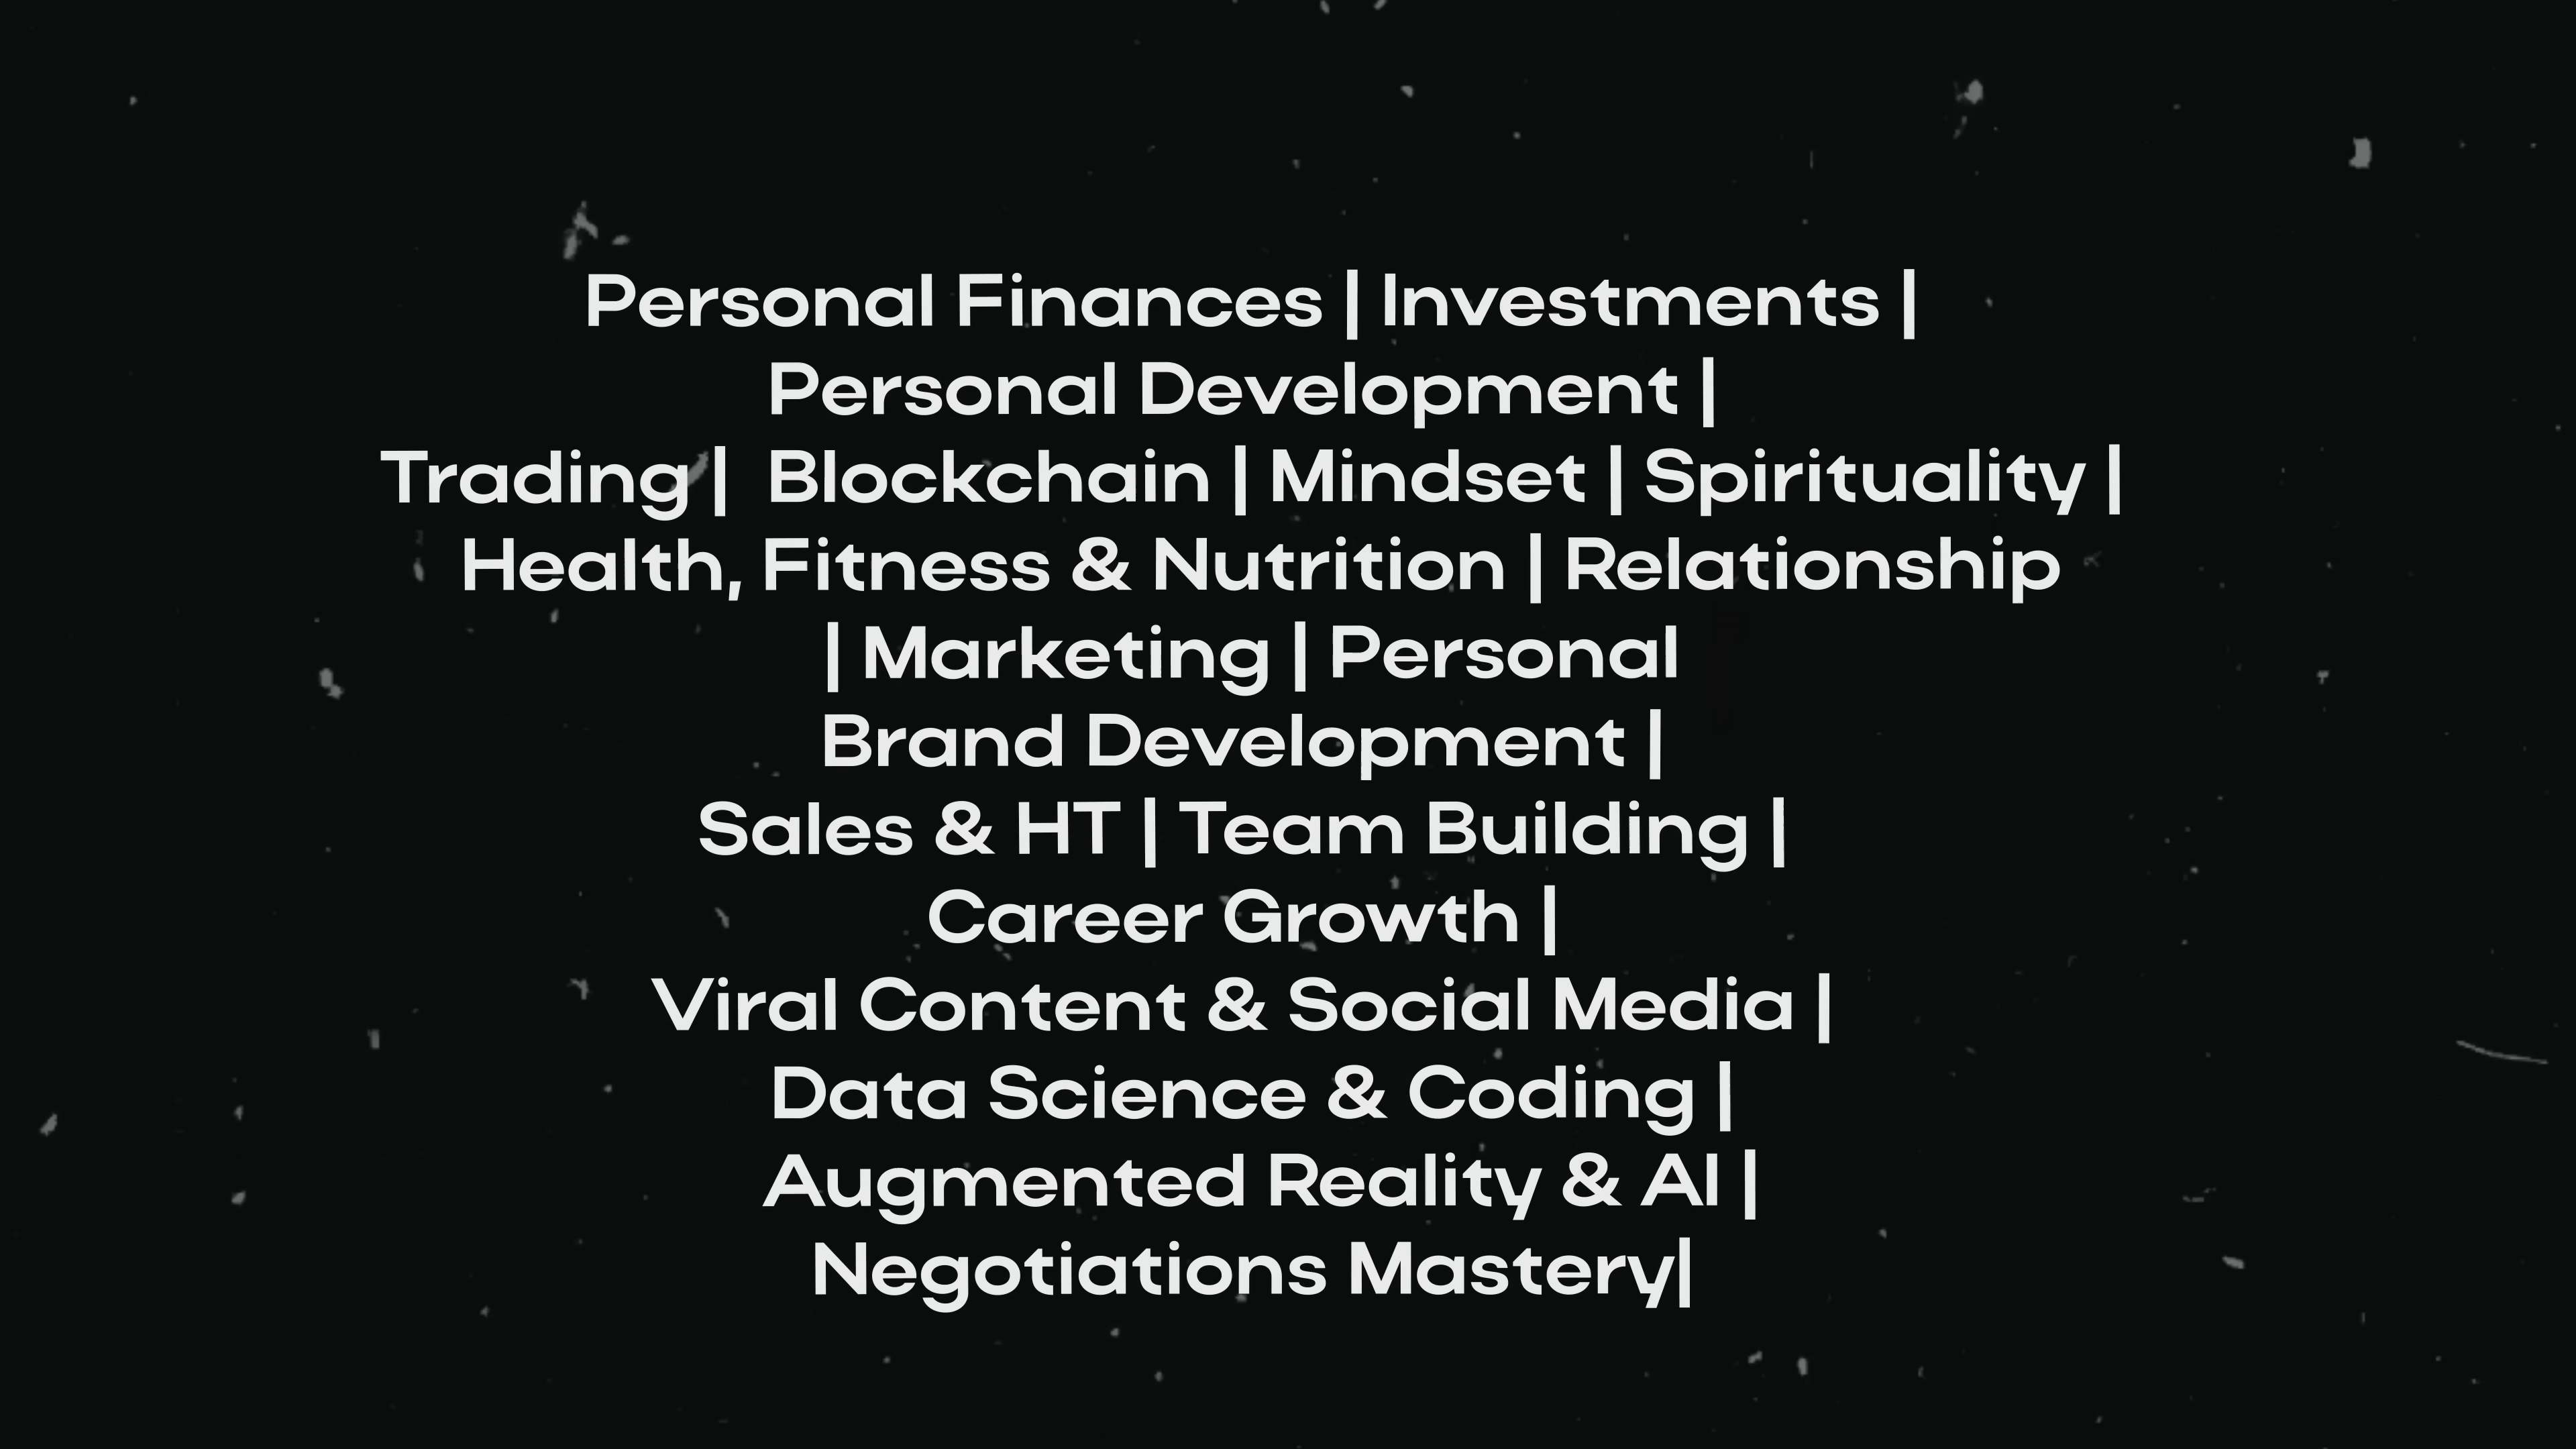 Personal Finances | Investments |
Personal Development |
Trading |  Blockchain | Mindset | Spirituality |
Health, Fitness & Nutrition | Relationship
| Marketing | Personal
Brand Development |
Sales & HT | Team Building |
Career Growth |
Viral Content & Social Media |
Data Science & Coding |
Augmented Reality & AI |
Negotiations Mastery|